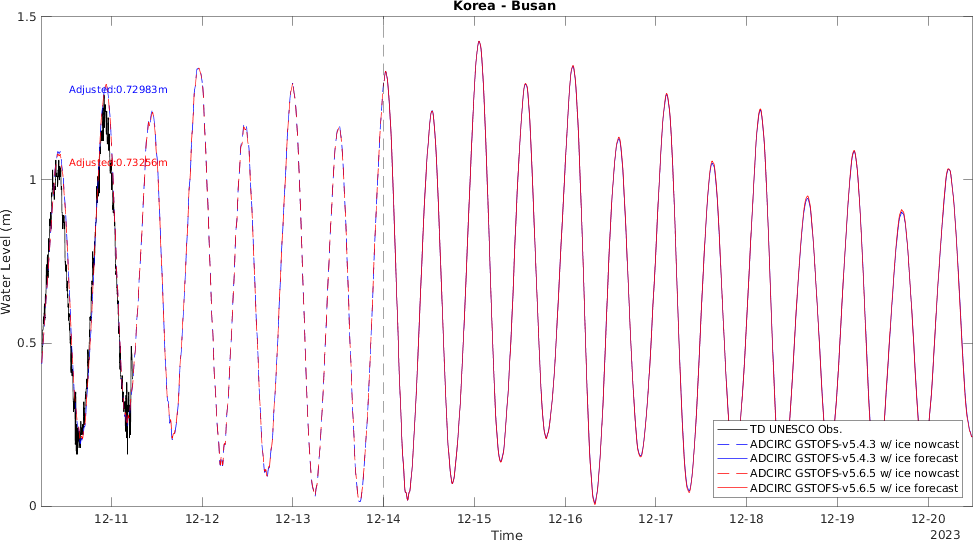 Korea - Busan
1.5
1
0.5
0
Water Level (m)
Adjusted:0.72983m
Adjusted:0.73256m
TD UNESCO Obs.
ADCIRC GSTOFS-v5.4.3 w/ ice nowcast
ADCIRC GSTOFS-v5.4.3 w/ ice forecast
ADCIRC GSTOFS-v5.6.5 w/ ice nowcast
ADCIRC GSTOFS-v5.6.5 w/ ice forecast
12-11 12-12 12-13 12-14 12-15 12-16 12-17 12-18 12-19 12-20
Time
2023